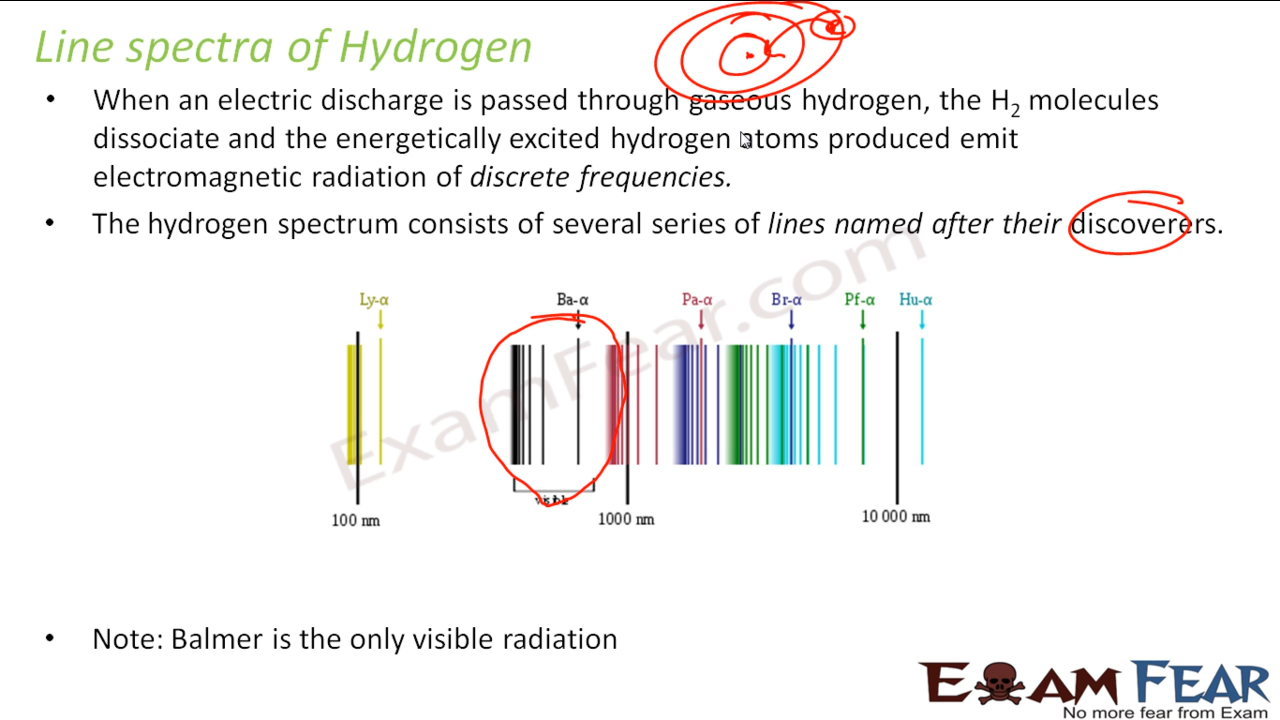 Line spectra of Hydrogen
• When an electric discharge is passed through gaseous hydrogen, the H₂ molecules
dissociate and the energetically excited hydrogen atoms produced emit
electromagnetic radiation of discrete frequencies.
• The hydrogen spectrum consists of several series of lines named after their discoverers.
Ly-α Ba-α Pa-α Br-α Pf-α Hu-α
visible
100 nm 1000 nm 10 000 nm
ExamFear.com
• Note: Balmer is the only visible radiation
EXAM FEAR
No more fear from Exam